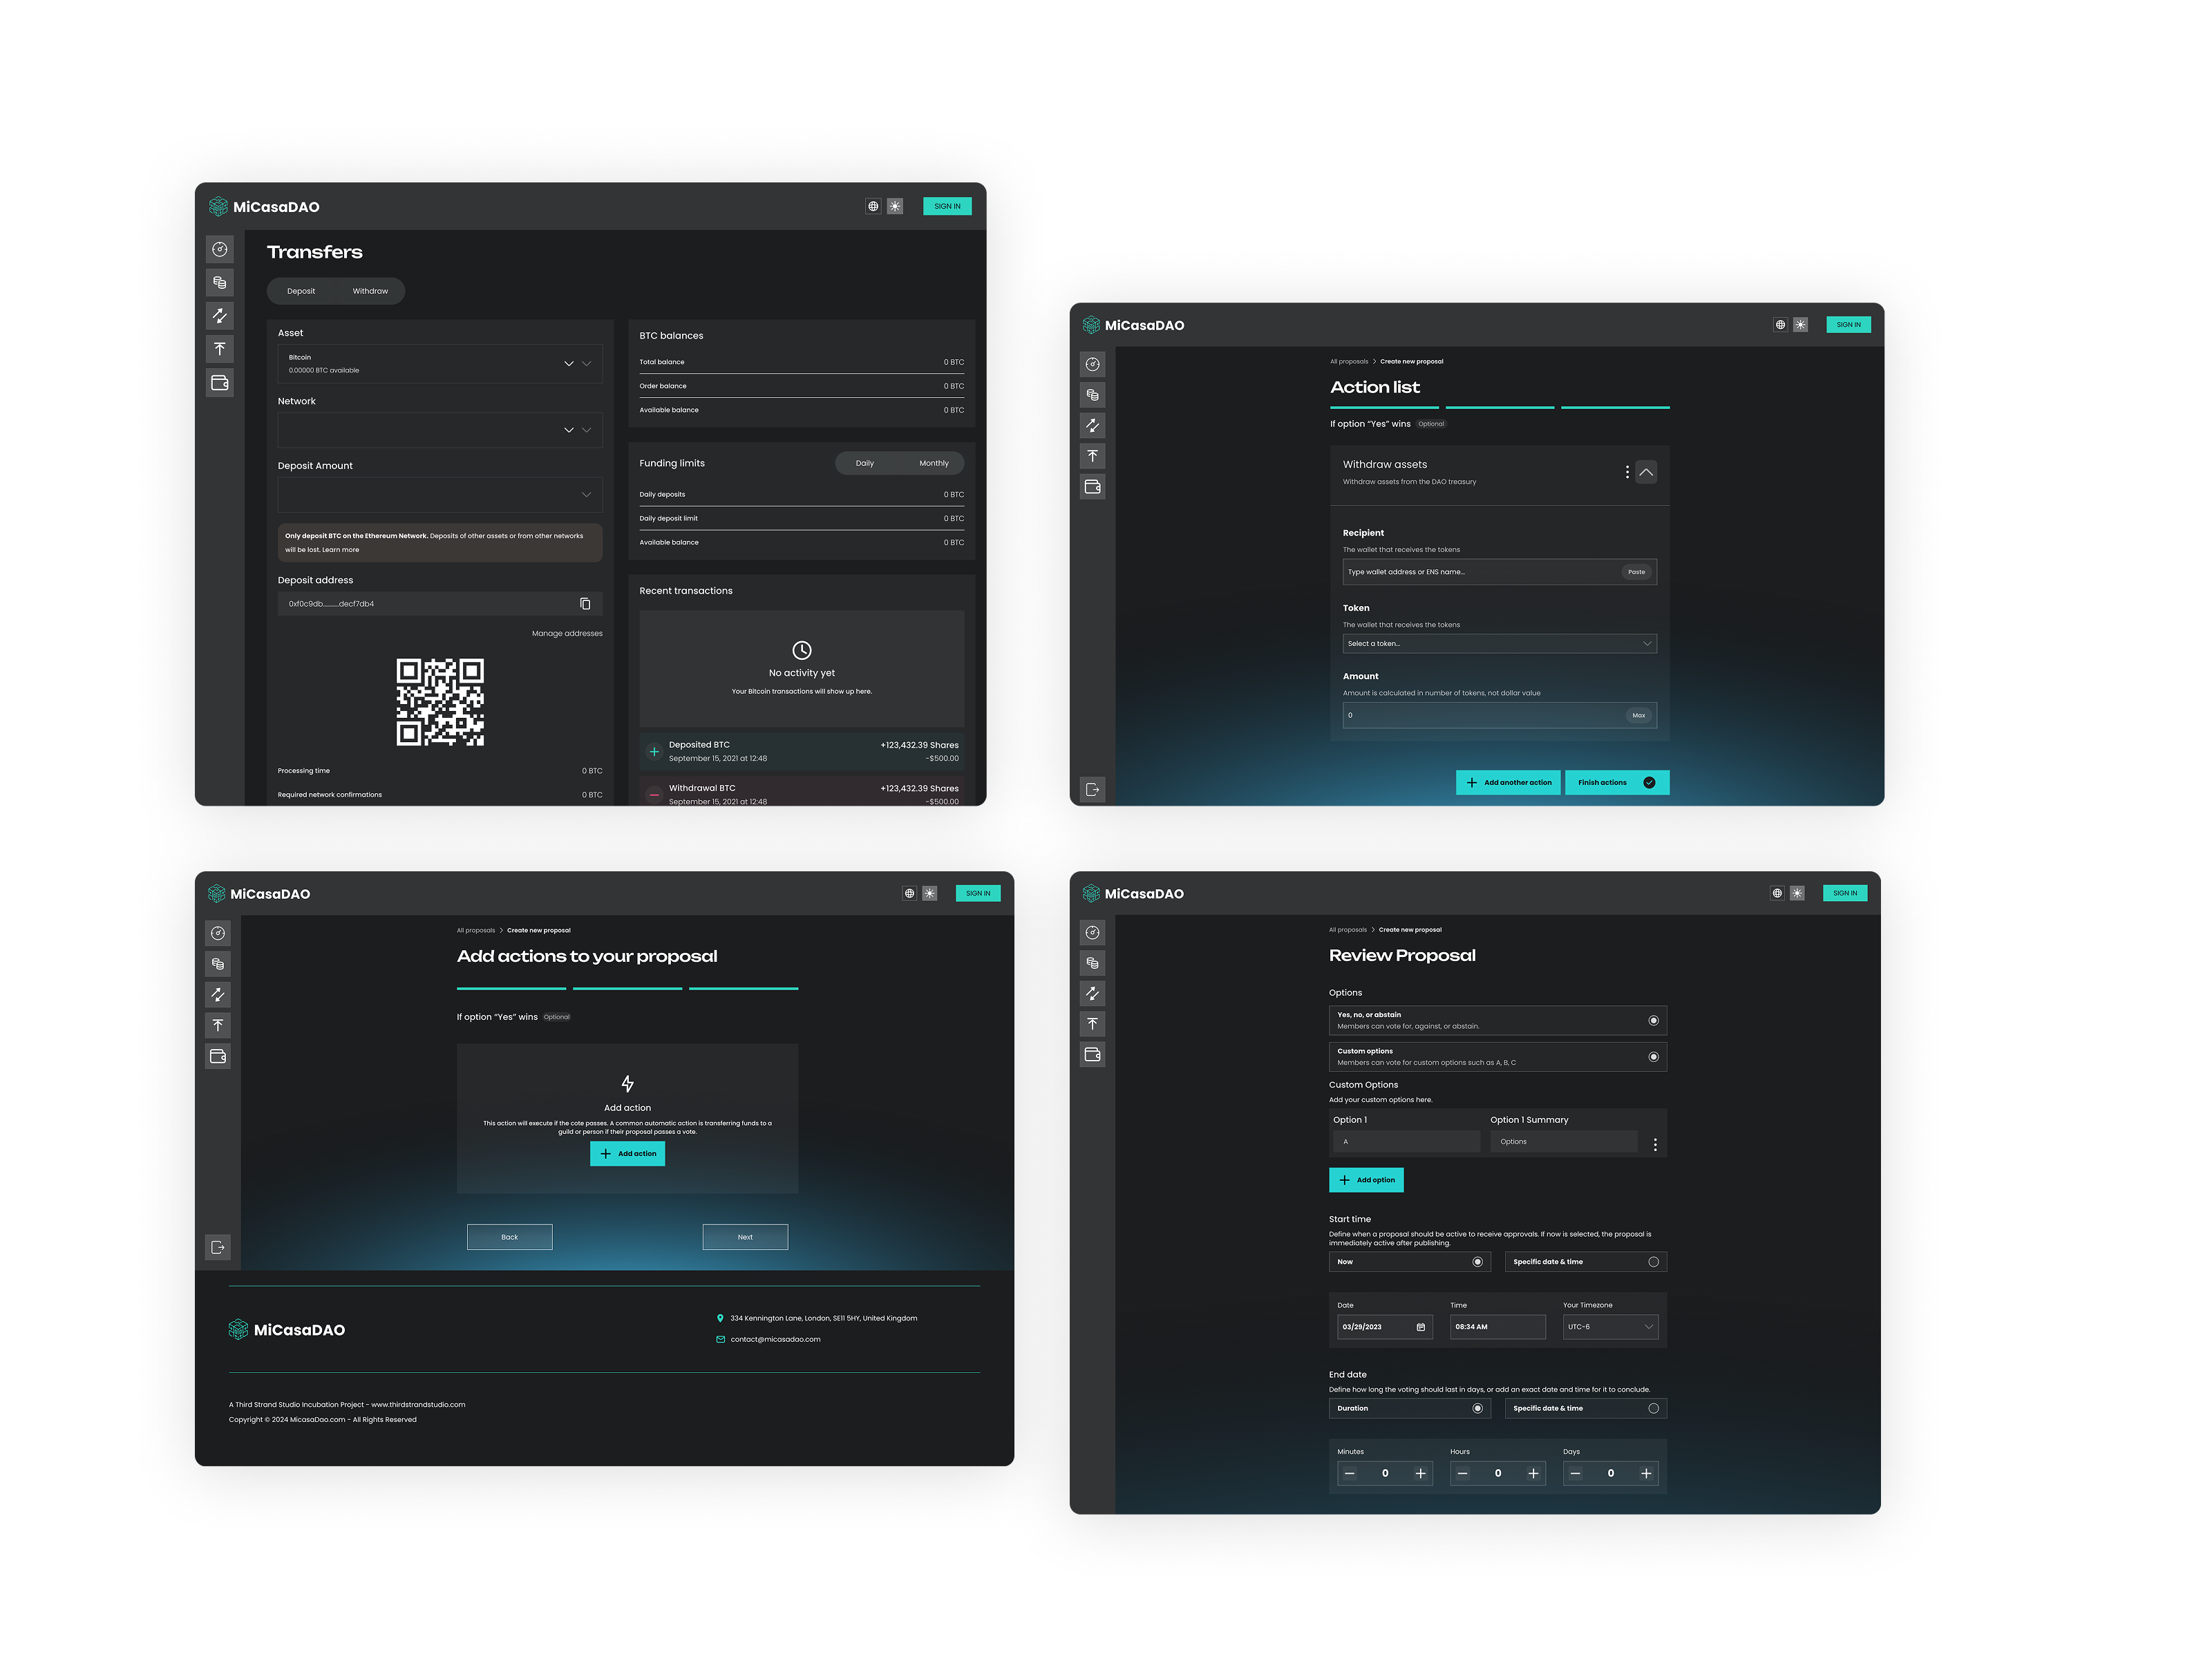 MiCasaDAO
SIGN IN
Transfers
Deposit
Withdraw
Asset
Bitcoin
0.00000 BTC available
Network
Deposit Amount
Only deposit BTC on the Ethereum Network. Deposits of other assets or from other networks
will be lost. Learn more
Deposit address
0xf0c9db..........decf7db4
Manage addresses
Processing time 0 BTC
Required network confirmations 0 BTC
BTC balances
Total balance 0 BTC
Order balance 0 BTC
Available balance 0 BTC
Funding limits
Daily
Monthly
Daily deposits 0 BTC
Daily deposit limit 0 BTC
Available balance 0 BTC
Recent transactions
No activity yet
Your Bitcoin transactions will show up here.
Deposited BTC +123,432.39 Shares
September 15, 2021 at 12:48 -$500.00
Withdrawal BTC +123,432.39 Shares
September 15, 2021 at 12:48 -$500.00
MiCasaDAO
SIGN IN
All proposals > Create new proposal
Action list
If option “Yes” wins Optional
Withdraw assets
Withdraw assets from the DAO treasury
Recipient
The wallet that receives the tokens
Type wallet address or ENS name... Paste
Token
The wallet that receives the tokens
Select a token...
Amount
Amount is calculated in number of tokens, not dollar value
0 Max
Add another action
Finish actions
MiCasaDAO
SIGN IN
All proposals > Create new proposal
Add actions to your proposal
If option “Yes” wins Optional
Add action
This action will execute if the cote passes. A common automatic action is transferring funds to a
guild or person if their proposal passes a vote.
Add action
Back
Next
MiCasaDAO
334 Kennington Lane, London, SE11 5HY, United Kingdom
contact@micasadao.com
A Third Strand Studio Incubation Project - www.thirdstrandstudio.com
Copyright © 2024 MicasaDao.com - All Rights Reserved
MiCasaDAO
SIGN IN
All proposals > Create new proposal
Review Proposal
Options
Yes, no, or abstain
Members can vote for, against, or abstain.
Custom options
Members can vote for custom options such as A, B, C
Custom Options
Add your custom options here.
Option 1 Option 1 Summary
A Options
Add option
Start time
Define when a proposal should be active to receive approvals. If now is selected, the proposal is
immediately active after publishing.
Now Specific date & time
Date Time Your Timezone
03/29/2023 08:34 AM UTC-6
End date
Define how long the voting should last in days, or add an exact date and time for it to conclude.
Duration Specific date & time
Minutes Hours Days
0 0 0